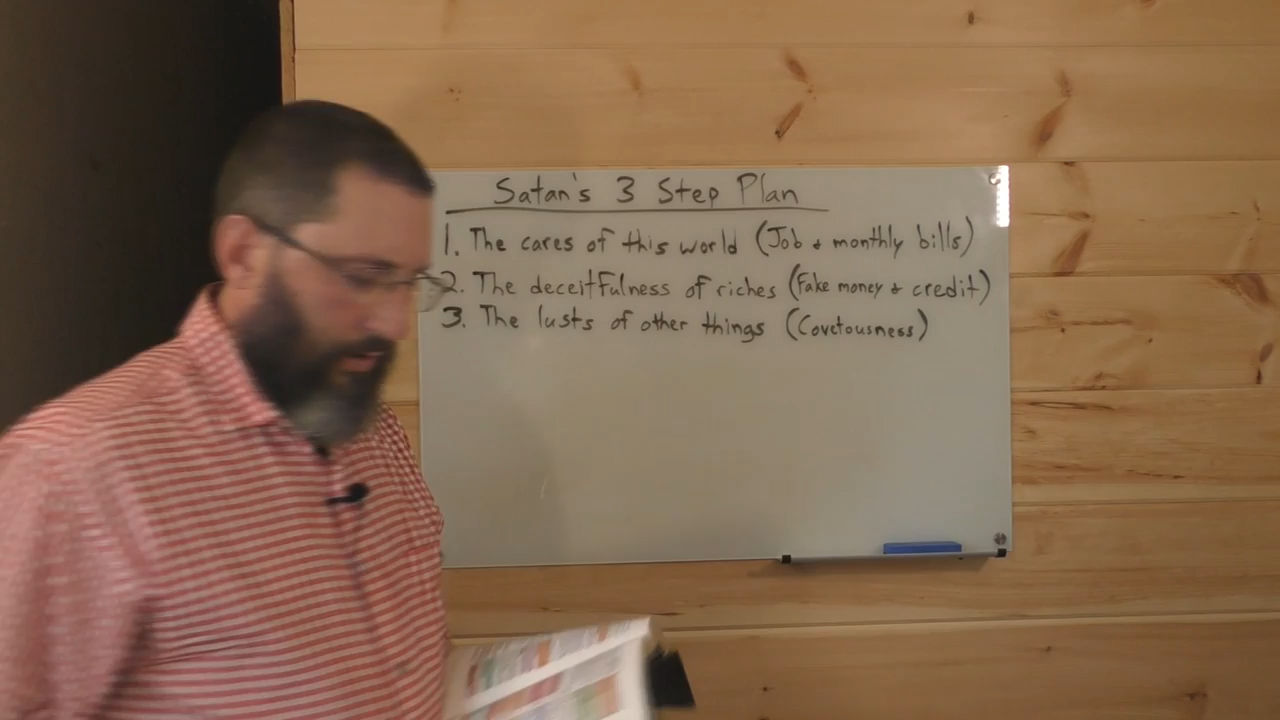 Satan's 3 Step Plan
1. The cares of this world (Job & monthly bills)
2. The deceitfulness of riches (Fake money & credit)
3. The lusts of other things (Covetousness)